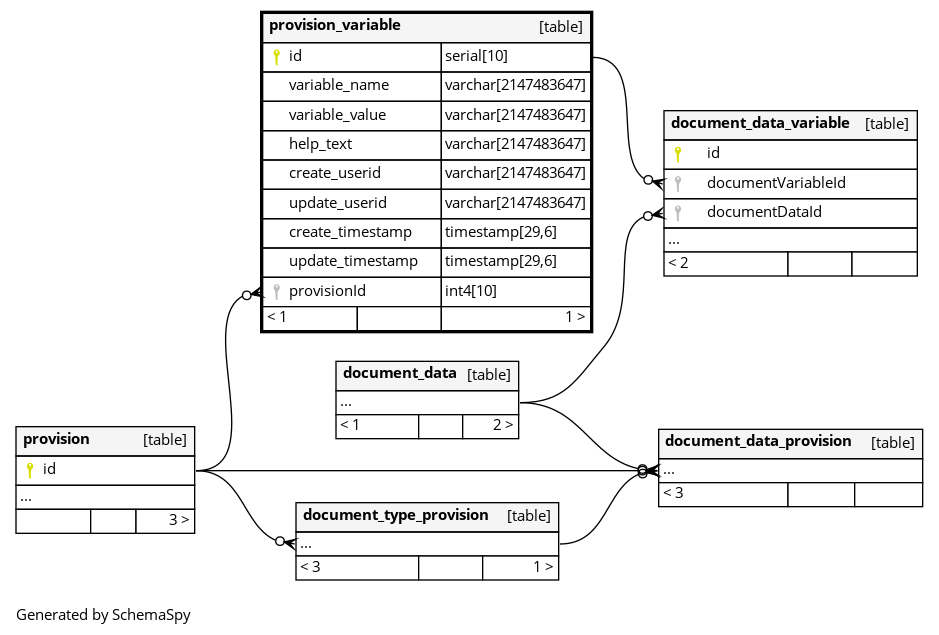 provision_variable [table]
id serial[10]
variable_name varchar[2147483647]
variable_value varchar[2147483647]
help_text varchar[2147483647]
create_userid varchar[2147483647]
update_userid varchar[2147483647]
create_timestamp timestamp[29,6]
update_timestamp timestamp[29,6]
provisionId int4[10]
< 1 1 >
document_data_variable [table]
id
documentVariableId
documentDataId
...
< 2
document_data [table]
...
< 1 2 >
provision [table]
id
...
3 >
document_data_provision [table]
...
< 3
document_type_provision [table]
...
< 3 1 >
Generated by SchemaSpy